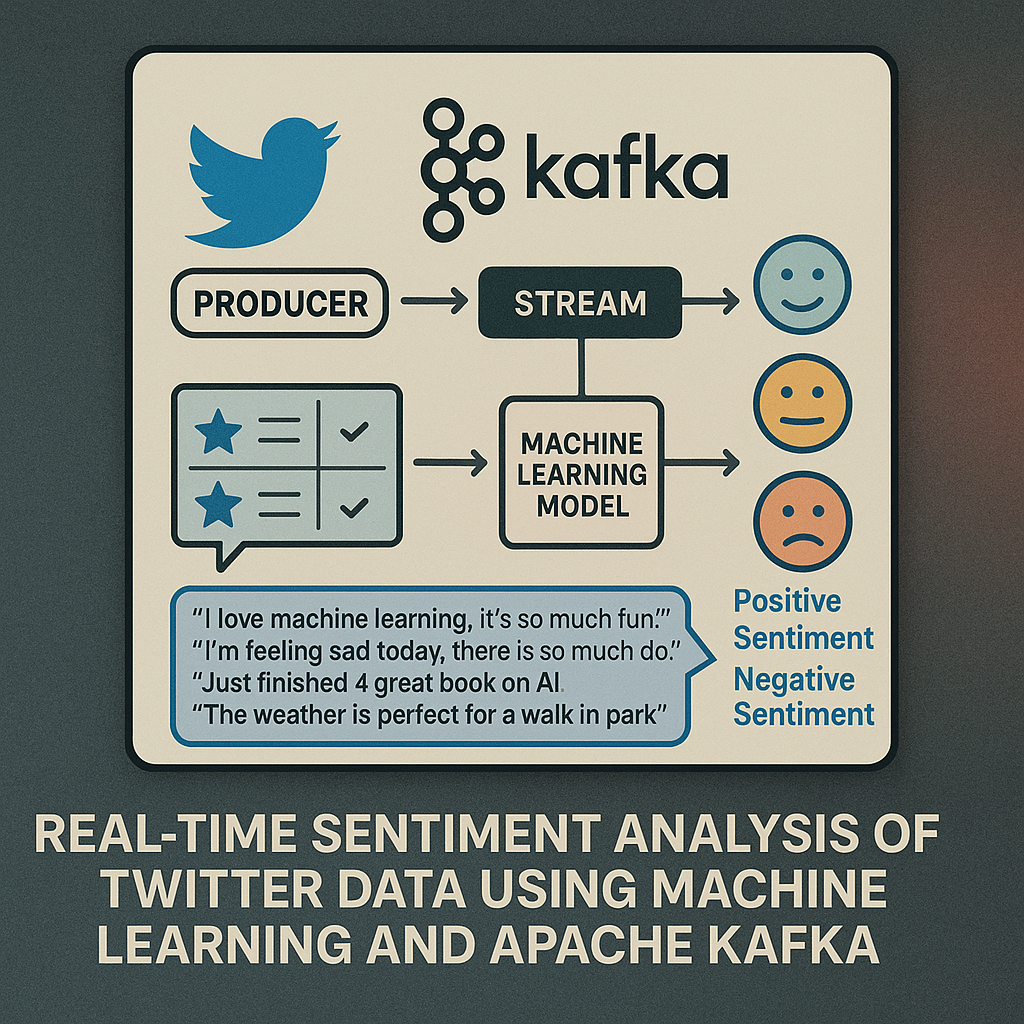 kafka
PRODUCER
STREAM
MACHINE
LEARNING
MODEL
“I love machine learning, it’s so much fun.”’
“I’m feeling sad today, there is so much do.”
“Just finished 4 great book on AI.
“The weather is perfect for a walk in park”
Positive
Sentiment
Negative
Sentiment
REAL-TIME SENTIMENT ANALYSIS OF
TWITTER DATA USING MACHINE
LEARNING AND APACHE KAFKA